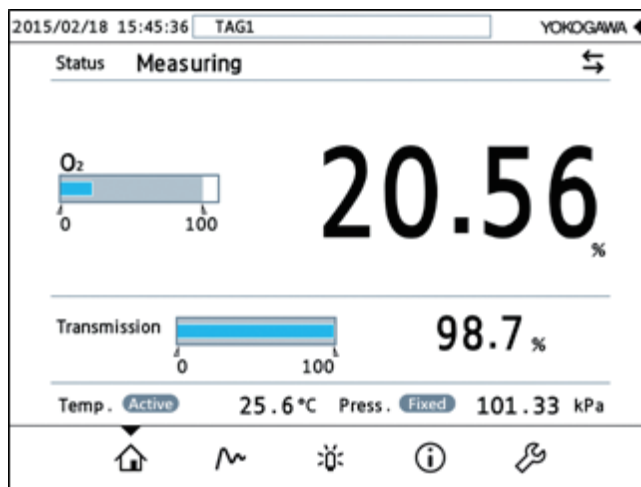 2015/02/18 15:45:36 TAG1 YOKOGAWA
Status Measuring
O₂
20.56 %
0 100
Transmission 98.7 %
0 100
Temp. Active 25.6°C Press. Fixed 101.33 kPa